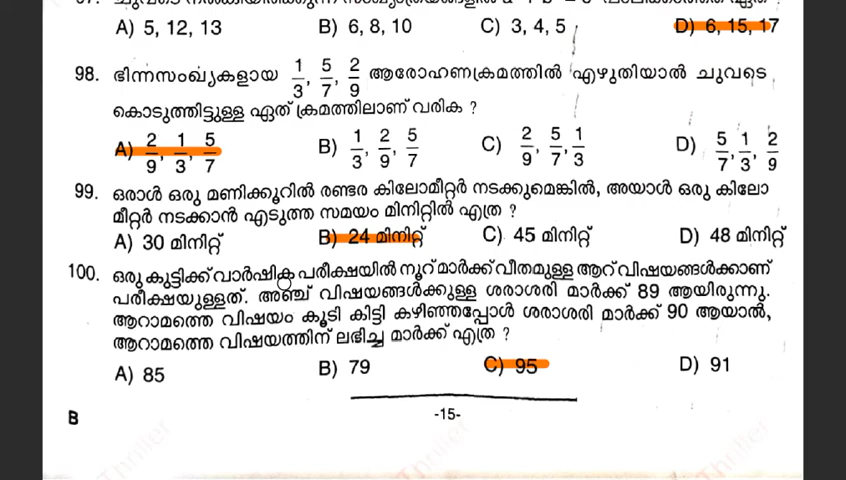 A) 5, 12, 13 B) 6, 8, 10 C) 3, 4, 5 D) 6, 15, 17
98. ഭിന്നസംഖ്യകളായ 1/3, 5/7, 2/9 ആരോഹണക്രമത്തിൽ എഴുതിയാൽ ചുവടെ
കൊടുത്തിട്ടുള്ള ഏത് ക്രമത്തിലാണ് വരിക ?
A) 2/9, 1/3, 5/7 B) 1/3, 2/9, 5/7 C) 2/9, 5/7, 1/3 D) 5/7, 1/3, 2/9
99. ഒരാൾ ഒരു മണിക്കൂറിൽ രണ്ടര കിലോമീറ്റർ നടക്കുമെങ്കിൽ, അയാൾ ഒരു കിലോ
മീറ്റർ നടക്കാൻ എടുത്ത സമയം മിനിറ്റിൽ എത്ര ?
A) 30 മിനിറ്റ് B) 24 മിനിറ്റ് C) 45 മിനിറ്റ് D) 48 മിനിറ്റ്
100. ഒരു കുട്ടിക്ക് വാർഷിക പരീക്ഷയിൽ നൂറ് മാർക്ക് വീതമുള്ള ആറ് വിഷയങ്ങൾക്കാണ്
പരീക്ഷയുള്ളത്. അഞ്ച് വിഷയങ്ങൾക്കുള്ള ശരാശരി മാർക്ക് 89 ആയിരുന്നു.
ആറാമത്തെ വിഷയം കൂടി കിട്ടി കഴിഞ്ഞപ്പോൾ ശരാശരി മാർക്ക് 90 ആയാൽ,
ആറാമത്തെ വിഷയത്തിന് ലഭിച്ച മാർക്ക് എത്ര ?
A) 85 B) 79 C) 95 D) 91
B -15-